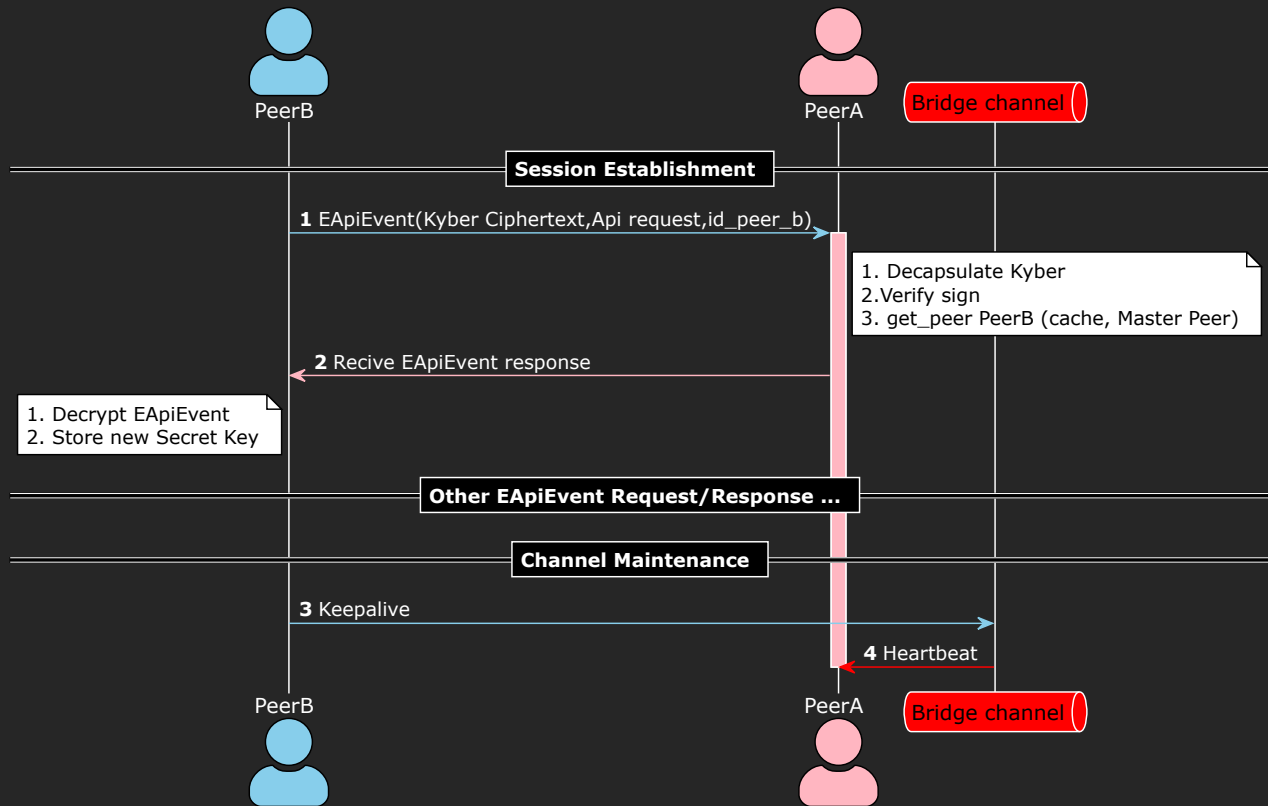 PeerB
PeerA
Bridge channel
Session Establishment
1 EApiEvent(Kyber Ciphertext,Api request,id_peer_b)
1. Decapsulate Kyber
2.Verify sign
3. get_peer PeerB (cache, Master Peer)
2 Recive EApiEvent response
1. Decrypt EApiEvent
2. Store new Secret Key
Other EApiEvent Request/Response ...
Channel Maintenance
3 Keepalive
4 Heartbeat
PeerB
PeerA
Bridge channel